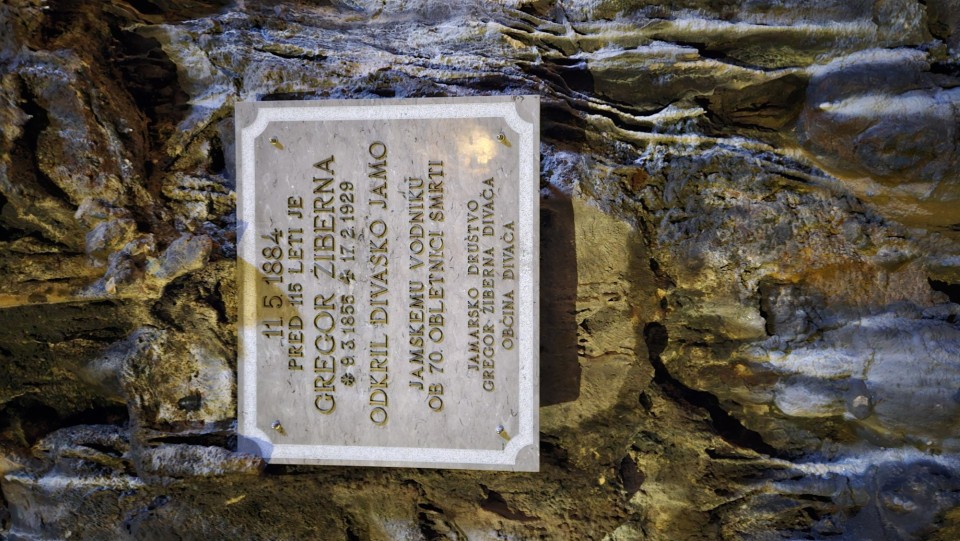 11. 5. 1884
PRED 115 LETI JE
GREGOR ŽIBERNA
* 9.3.1855 + 17. 2.1929
ODKRIL DIVAŠKO JAMO
JAMSKEMU VODNIKU
OB 70. OBLETNICI SMRTI
JAMARSKO DRUŠTVO
GREGOR ŽIBERNA DIVAČA
OBČINA DIVAČA